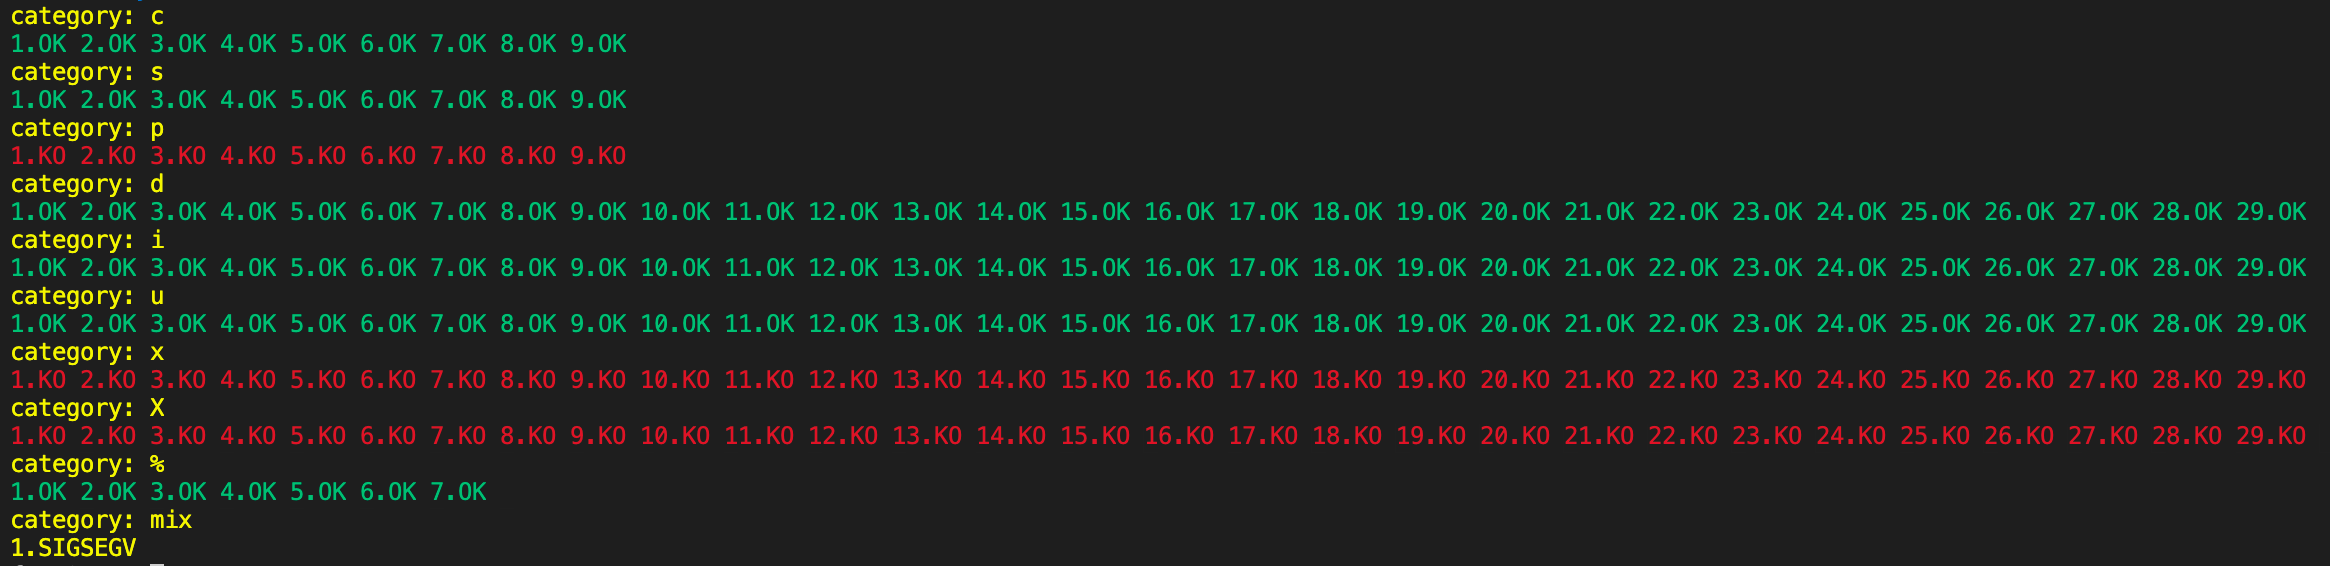 category: c
1.OK 2.OK 3.OK 4.OK 5.OK 6.OK 7.OK 8.OK 9.OK
category: s
1.OK 2.OK 3.OK 4.OK 5.OK 6.OK 7.OK 8.OK 9.OK
category: p
1.KO 2.KO 3.KO 4.KO 5.KO 6.KO 7.KO 8.KO 9.KO
category: d
1.OK 2.OK 3.OK 4.OK 5.OK 6.OK 7.OK 8.OK 9.OK 10.OK 11.OK 12.OK 13.OK 14.OK 15.OK 16.OK 17.OK 18.OK 19.OK 20.OK 21.OK 22.OK 23.OK 24.OK 25.OK 26.OK 27.OK 28.OK 29.OK
category: i
1.OK 2.OK 3.OK 4.OK 5.OK 6.OK 7.OK 8.OK 9.OK 10.OK 11.OK 12.OK 13.OK 14.OK 15.OK 16.OK 17.OK 18.OK 19.OK 20.OK 21.OK 22.OK 23.OK 24.OK 25.OK 26.OK 27.OK 28.OK 29.OK
category: u
1.OK 2.OK 3.OK 4.OK 5.OK 6.OK 7.OK 8.OK 9.OK 10.OK 11.OK 12.OK 13.OK 14.OK 15.OK 16.OK 17.OK 18.OK 19.OK 20.OK 21.OK 22.OK 23.OK 24.OK 25.OK 26.OK 27.OK 28.OK 29.OK
category: x
1.KO 2.KO 3.KO 4.KO 5.KO 6.KO 7.KO 8.KO 9.KO 10.KO 11.KO 12.KO 13.KO 14.KO 15.KO 16.KO 17.KO 18.KO 19.KO 20.KO 21.KO 22.KO 23.KO 24.KO 25.KO 26.KO 27.KO 28.KO 29.KO
category: X
1.KO 2.KO 3.KO 4.KO 5.KO 6.KO 7.KO 8.KO 9.KO 10.KO 11.KO 12.KO 13.KO 14.KO 15.KO 16.KO 17.KO 18.KO 19.KO 20.KO 21.KO 22.KO 23.KO 24.KO 25.KO 26.KO 27.KO 28.KO 29.KO
category: %
1.OK 2.OK 3.OK 4.OK 5.OK 6.OK 7.OK
category: mix
1.SIGSEGV